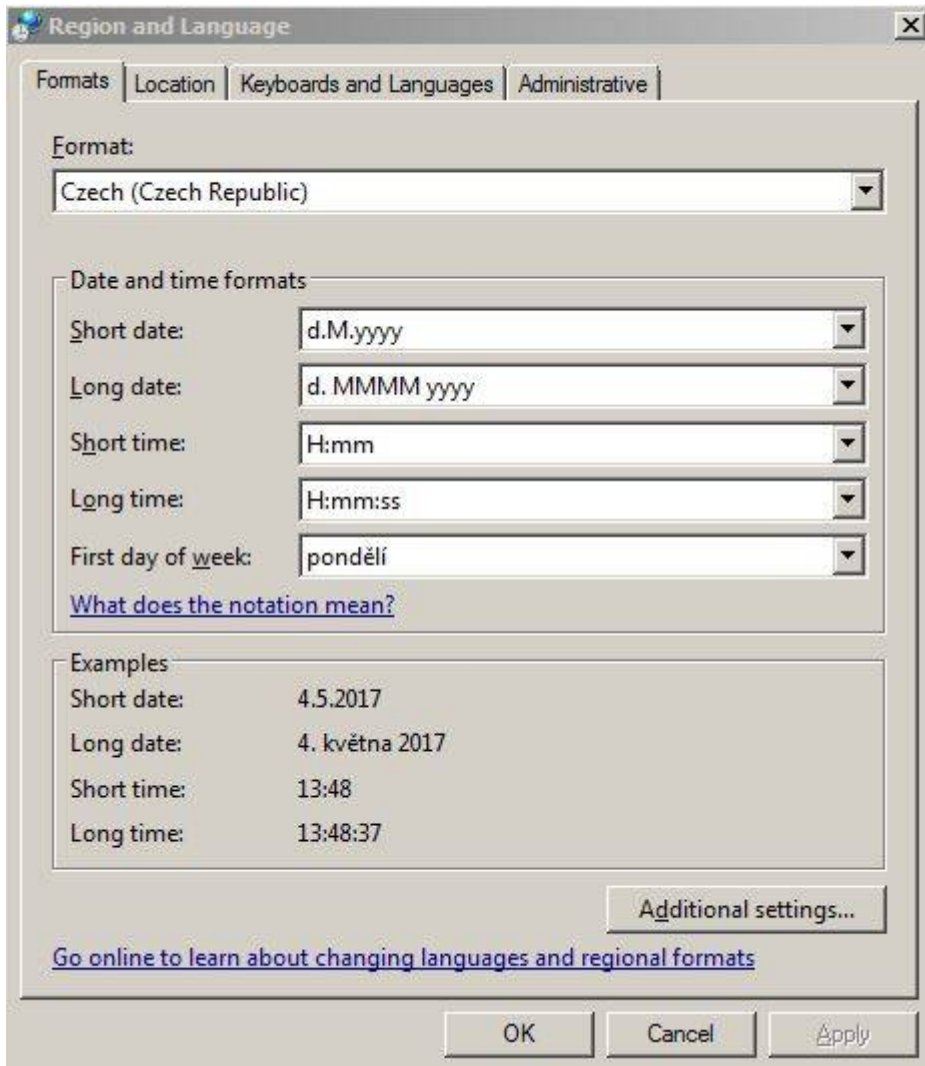 Region and Language
Formats Location Keyboards and Languages Administrative
Format:
Czech (Czech Republic)
Date and time formats
Short date: d.M.yyyy
Long date: d. MMMM yyyy
Short time: H:mm
Long time: H:mm:ss
First day of week: pondělí
What does the notation mean?
Examples
Short date: 4.5.2017
Long date: 4. května 2017
Short time: 13:48
Long time: 13:48:37
Additional settings...
Go online to learn about changing languages and regional formats
OK Cancel Apply